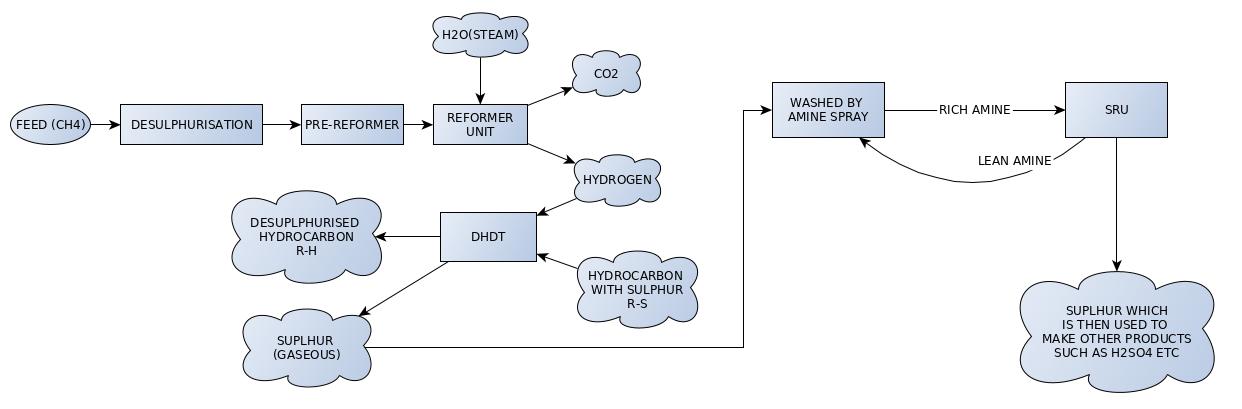 H2O(STEAM)
CO2
FEED (CH4)
DESULPHURISATION
PRE-REFORMER
REFORMER
UNIT
WASHED BY
AMINE SPRAY
RICH AMINE
SRU
LEAN AMINE
HYDROGEN
DESUPLPHURISED
HYDROCARBON
R-H
DHDT
HYDROCARBON
WITH SULPHUR
R-S
SUPLHUR
(GASEOUS)
SUPLHUR WHICH
IS THEN USED TO
MAKE OTHER PRODUCTS
SUCH AS H2SO4 ETC